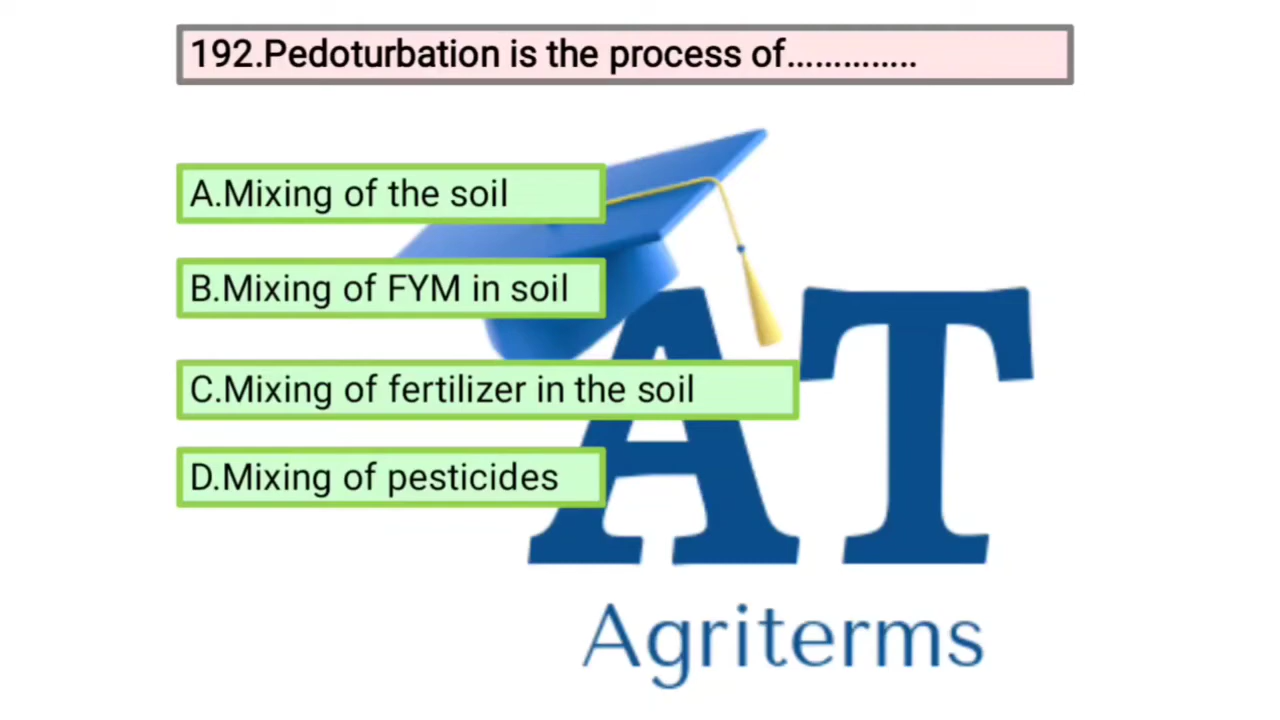 192.Pedoturbation is the process of..............
A.Mixing of the soil
B.Mixing of FYM in soil
C.Mixing of fertilizer in the soil
D.Mixing of pesticides
AT
Agriterms